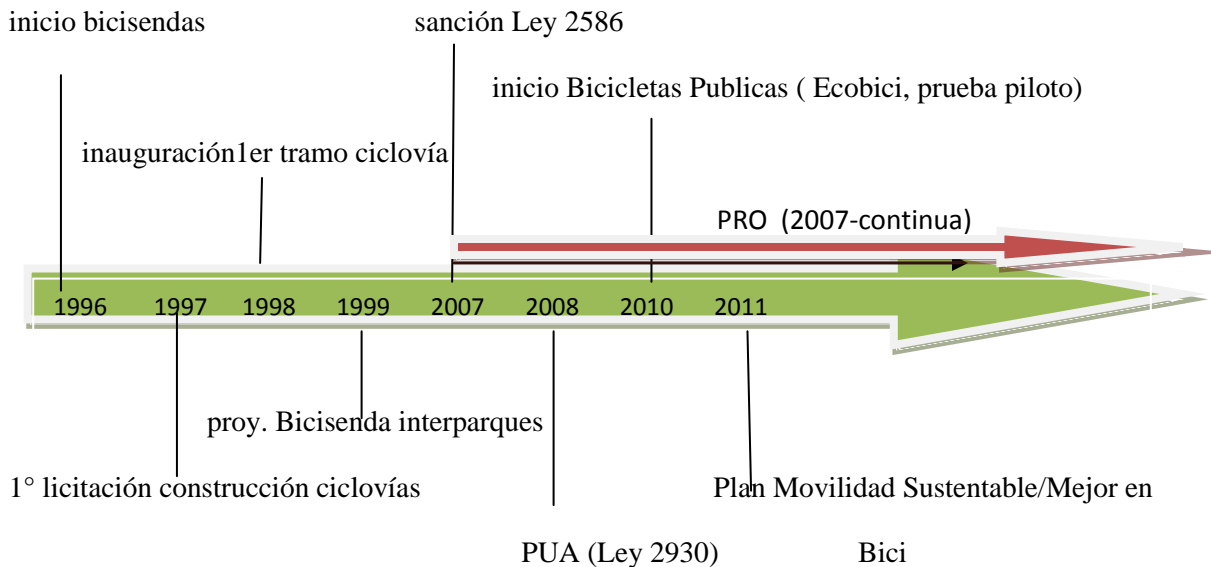 inicio bicisendas
sanción Ley 2586
inicio Bicicletas Publicas ( Ecobici, prueba piloto)
inauguración1er tramo ciclovía
PRO (2007-continua)
1996 1997 1998 1999 2007 2008 2010 2011
proy. Bicisenda interparques
1° licitación construcción ciclovías
Plan Movilidad Sustentable/Mejor en
Bici
PUA (Ley 2930)